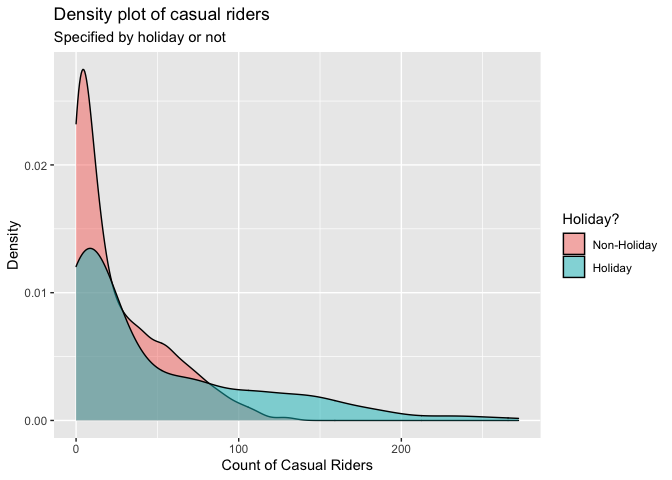 Density plot of casual riders
Specified by holiday or not
0.02
0.01
0.00
Density
0
100
200
Count of Casual Riders
Holiday?
Non-Holiday
Holiday